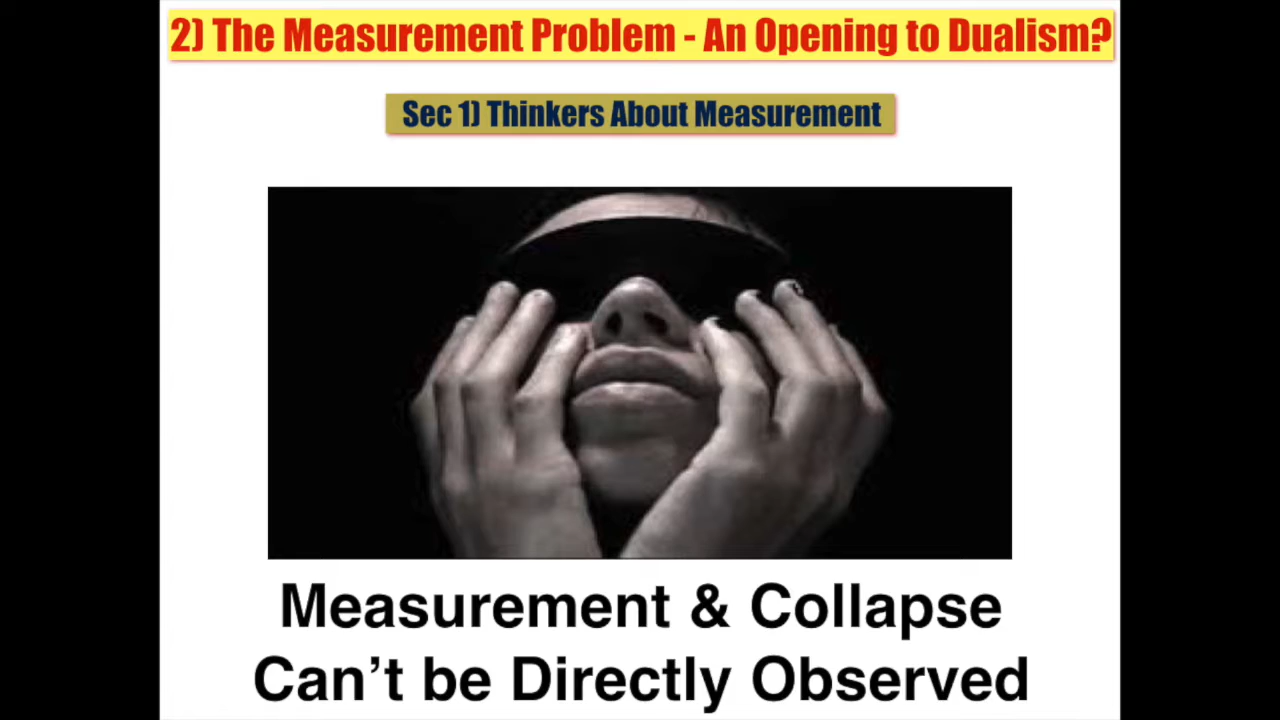 2) The Measurement Problem - An Opening to Dualism?
Sec 1) Thinkers About Measurement
Measurement & Collapse
Can’t be Directly Observed